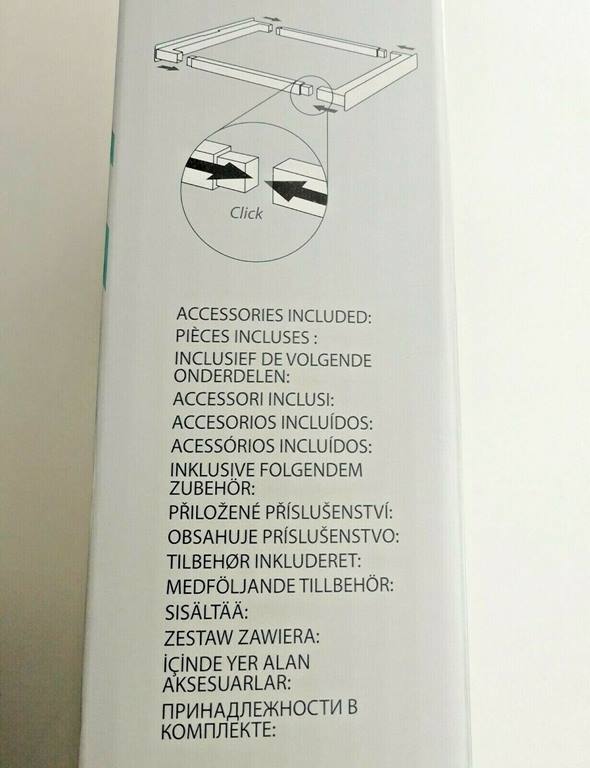 Click
ACCESSORIES INCLUDED:
PIÈCES INCLUSES :
INCLUSIEF DE VOLGENDE
ONDERDELEN:
ACCESSORI INCLUSI:
ACCESORIOS INCLUÍDOS:
ACESSÓRIOS INCLUÍDOS:
INKLUSIVE FOLGENDEM
ZUBEHÖR:
PŘILOŽENÉ PŘÍSLUŠENSTVÍ:
OBSAHUJE PRÍSLUŠENSTVO:
TILBEHØR INKLUDERET:
MEDFÖLJANDE TILLBEHÖR:
SISÄLTÄÄ:
ZESTAW ZAWIERA:
İÇİNDE YER ALAN
AKSESUARLAR:
ПРИНАДЛЕЖНОСТИ В
КОМПЛЕКТЕ: